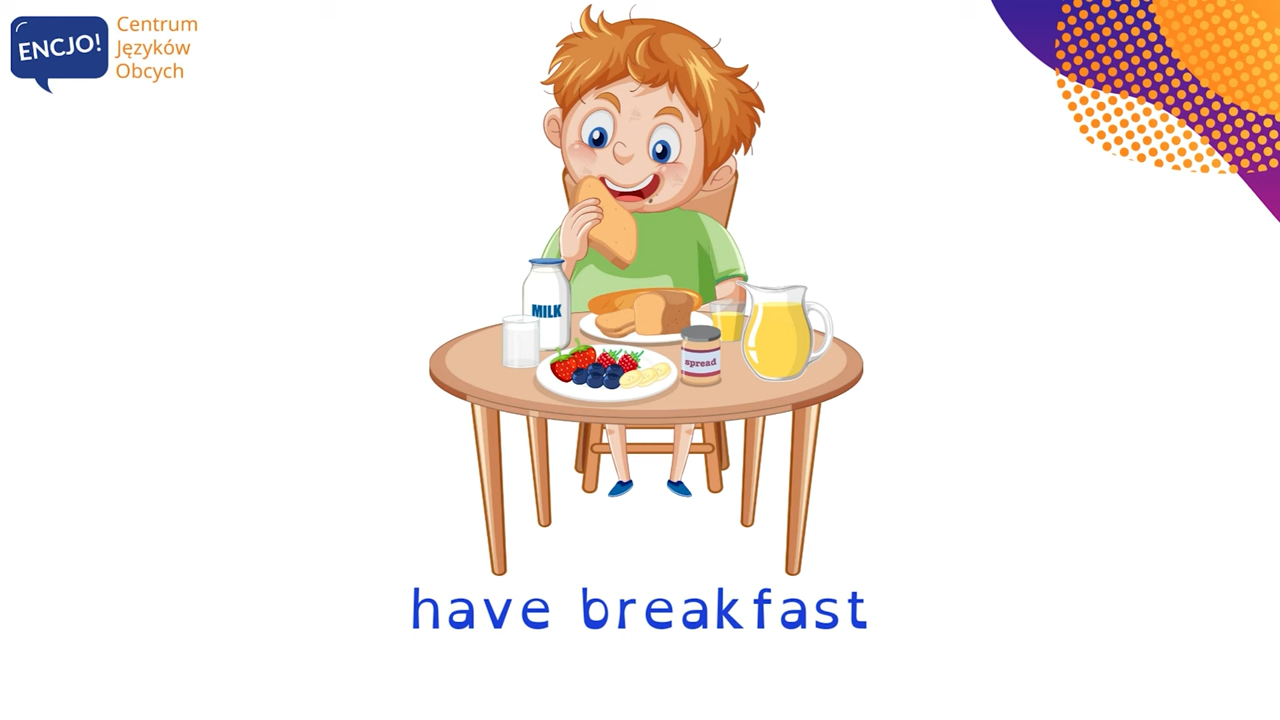 ENCJO!
Centrum
Języków
Obcych
MILK
spread
have breakfast